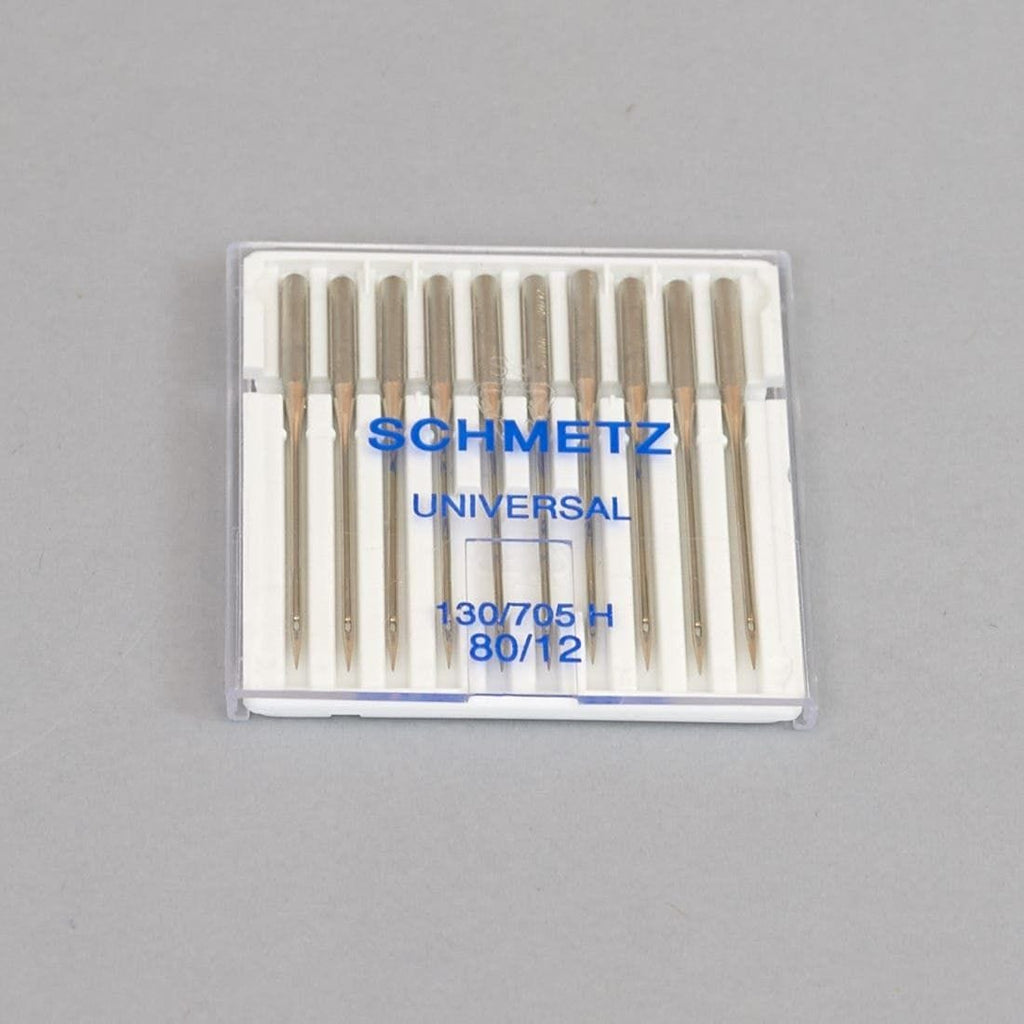 SCHMETZ
UNIVERSAL
130/705 H
80/12